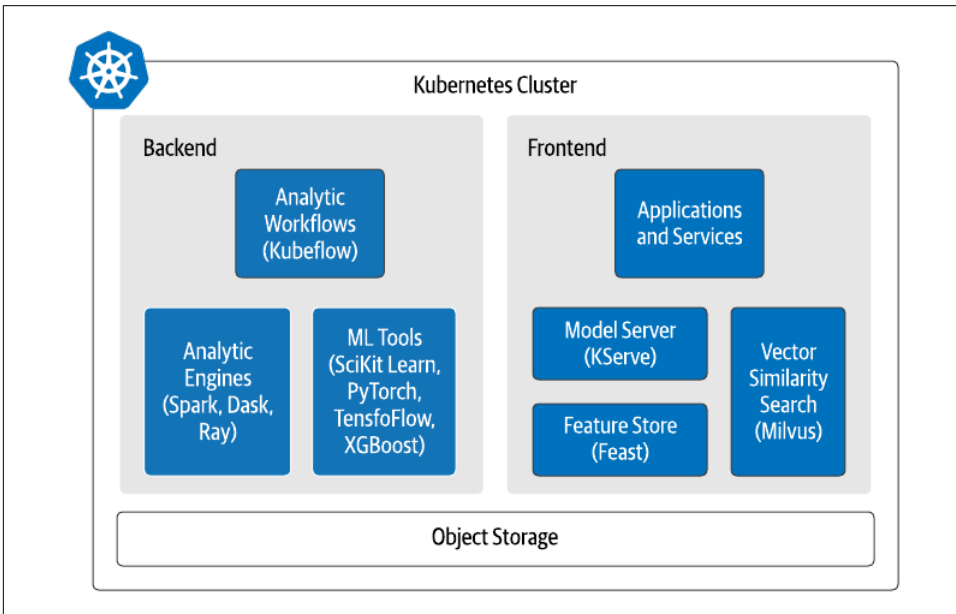 Kubernetes Cluster
Backend
Analytic
Workflows
(Kubeflow)
Analytic
Engines
(Spark, Dask,
Ray)
ML Tools
(SciKit Learn,
PyTorch,
TensfoFlow,
XGBoost)
Frontend
Applications
and Services
Model Server
(KServe)
Feature Store
(Feast)
Vector
Similarity
Search
(Milvus)
Object Storage